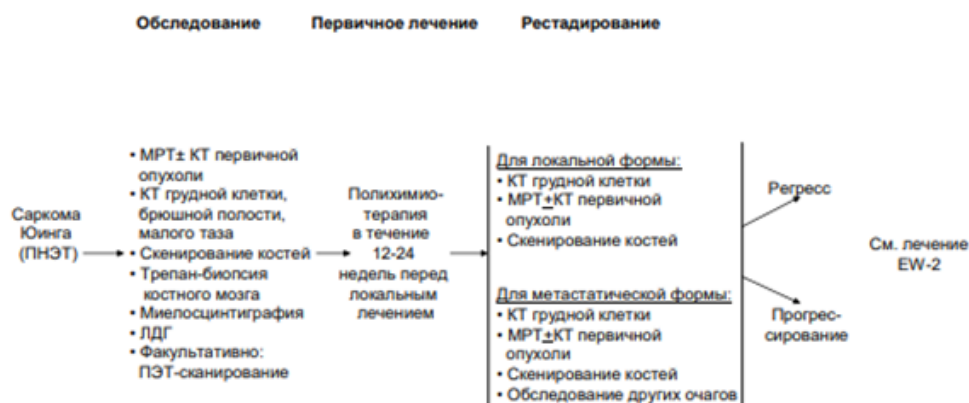 Обследование
Первичное лечение
Рестадирование
Саркома
Юинга
(ПНЭТ)
• МРТ± КТ первичной
опухоли
• КТ грудной клетки,
брюшной полости,
малого таза
• Скенирование костей
• Трепан-биопсия
костного мозга
• Миелосцинтиграфия
• ЛДГ
• Факультативно:
ПЭТ-сканирование
Полихимио-
терапия
в течение
12-24
недель перед
локальным
лечением
Для локальной формы:
• КТ грудной клетки
• МРТ±КТ первичной
опухоли
• Скенирование костей
Для метастатической формы:
• КТ грудной клетки
• МРТ±КТ первичной
опухоли
• Скенирование костей
• Обследование других очагов
Регресс
Прогрес-
сирование
См. лечение
EW-2